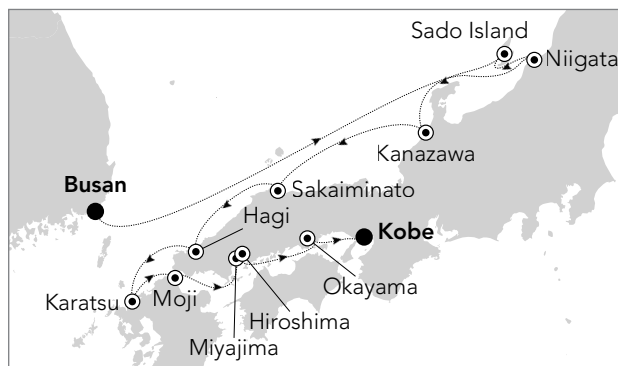 Sado Island
Niigata
Kanazawa
Busan
Sakaiminato
Hagi
Kobe
Okayama
Karatsu
Moji
Hiroshima
Miyajima